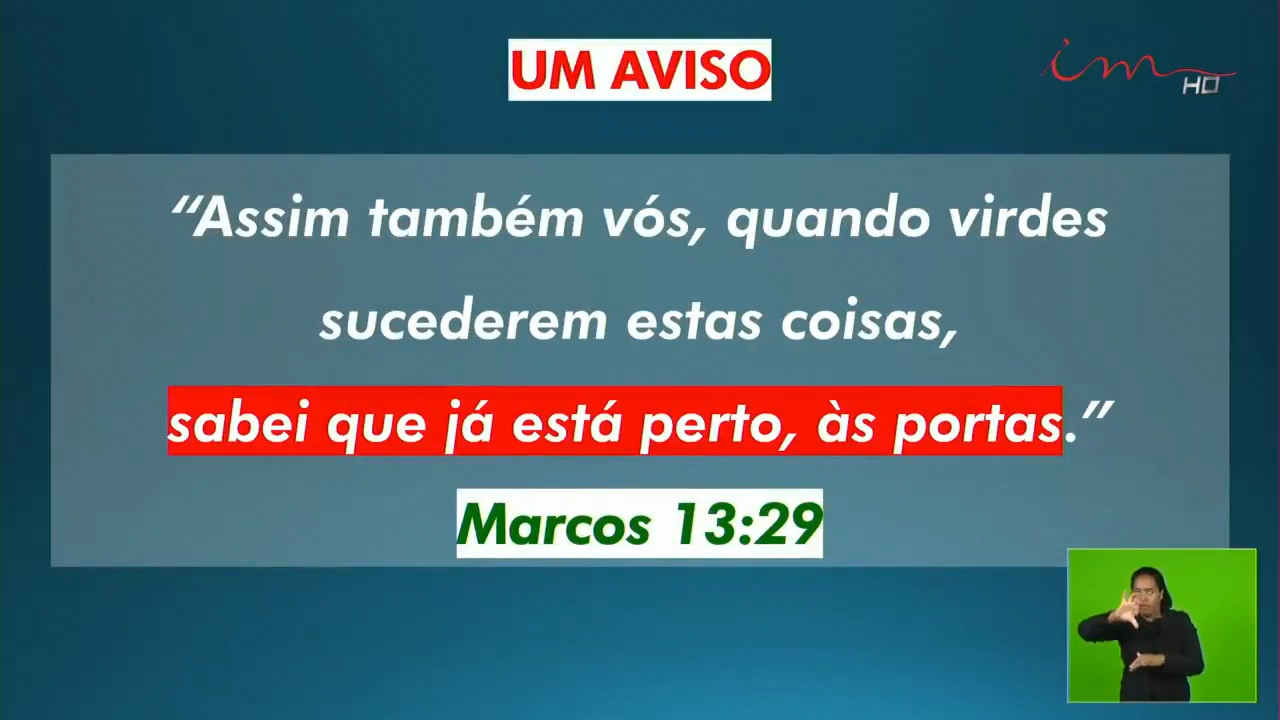 UM AVISO
im
HD
“Assim também vós, quando virdes
sucederem estas coisas,
sabei que já está perto, às portas.”
Marcos 13:29